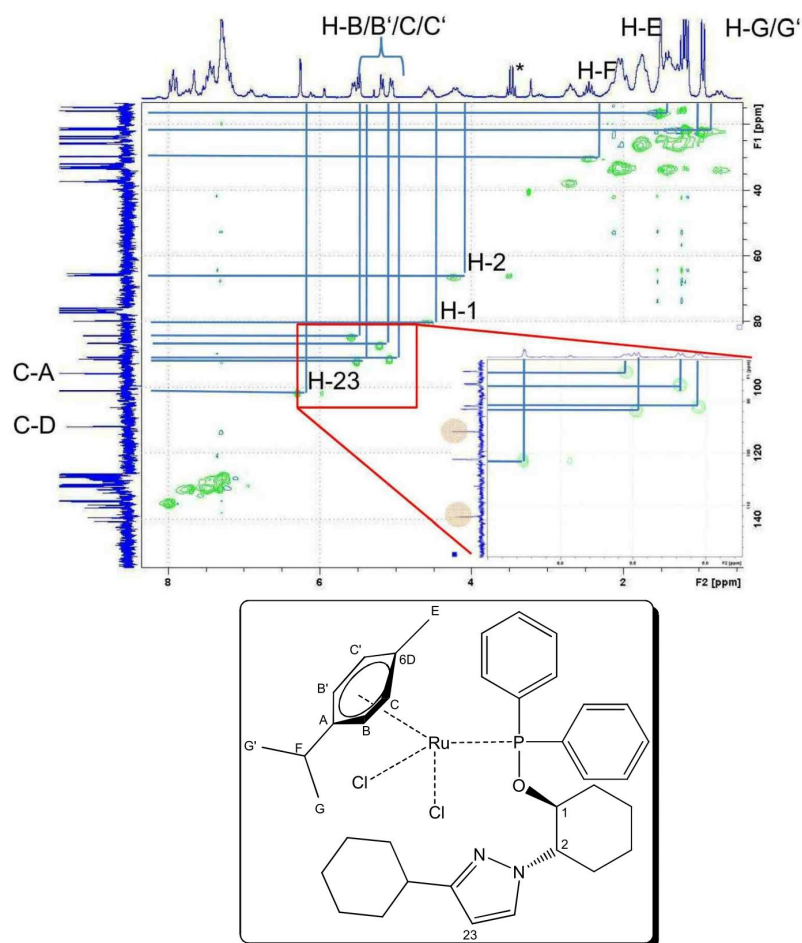 H-B/B‘/C/C‘
H-E
H-G/G‘
*
H-F
F1 [ppm]
40
60
80
100
120
140
H-2
H-1
H-23
C-A
C-D
8
6
4
2
F2 [ppm]
E
C'
6D
B'
C
A
B
F
G'
G
Ru
P
Cl
Cl
O
1
2
N
N
23